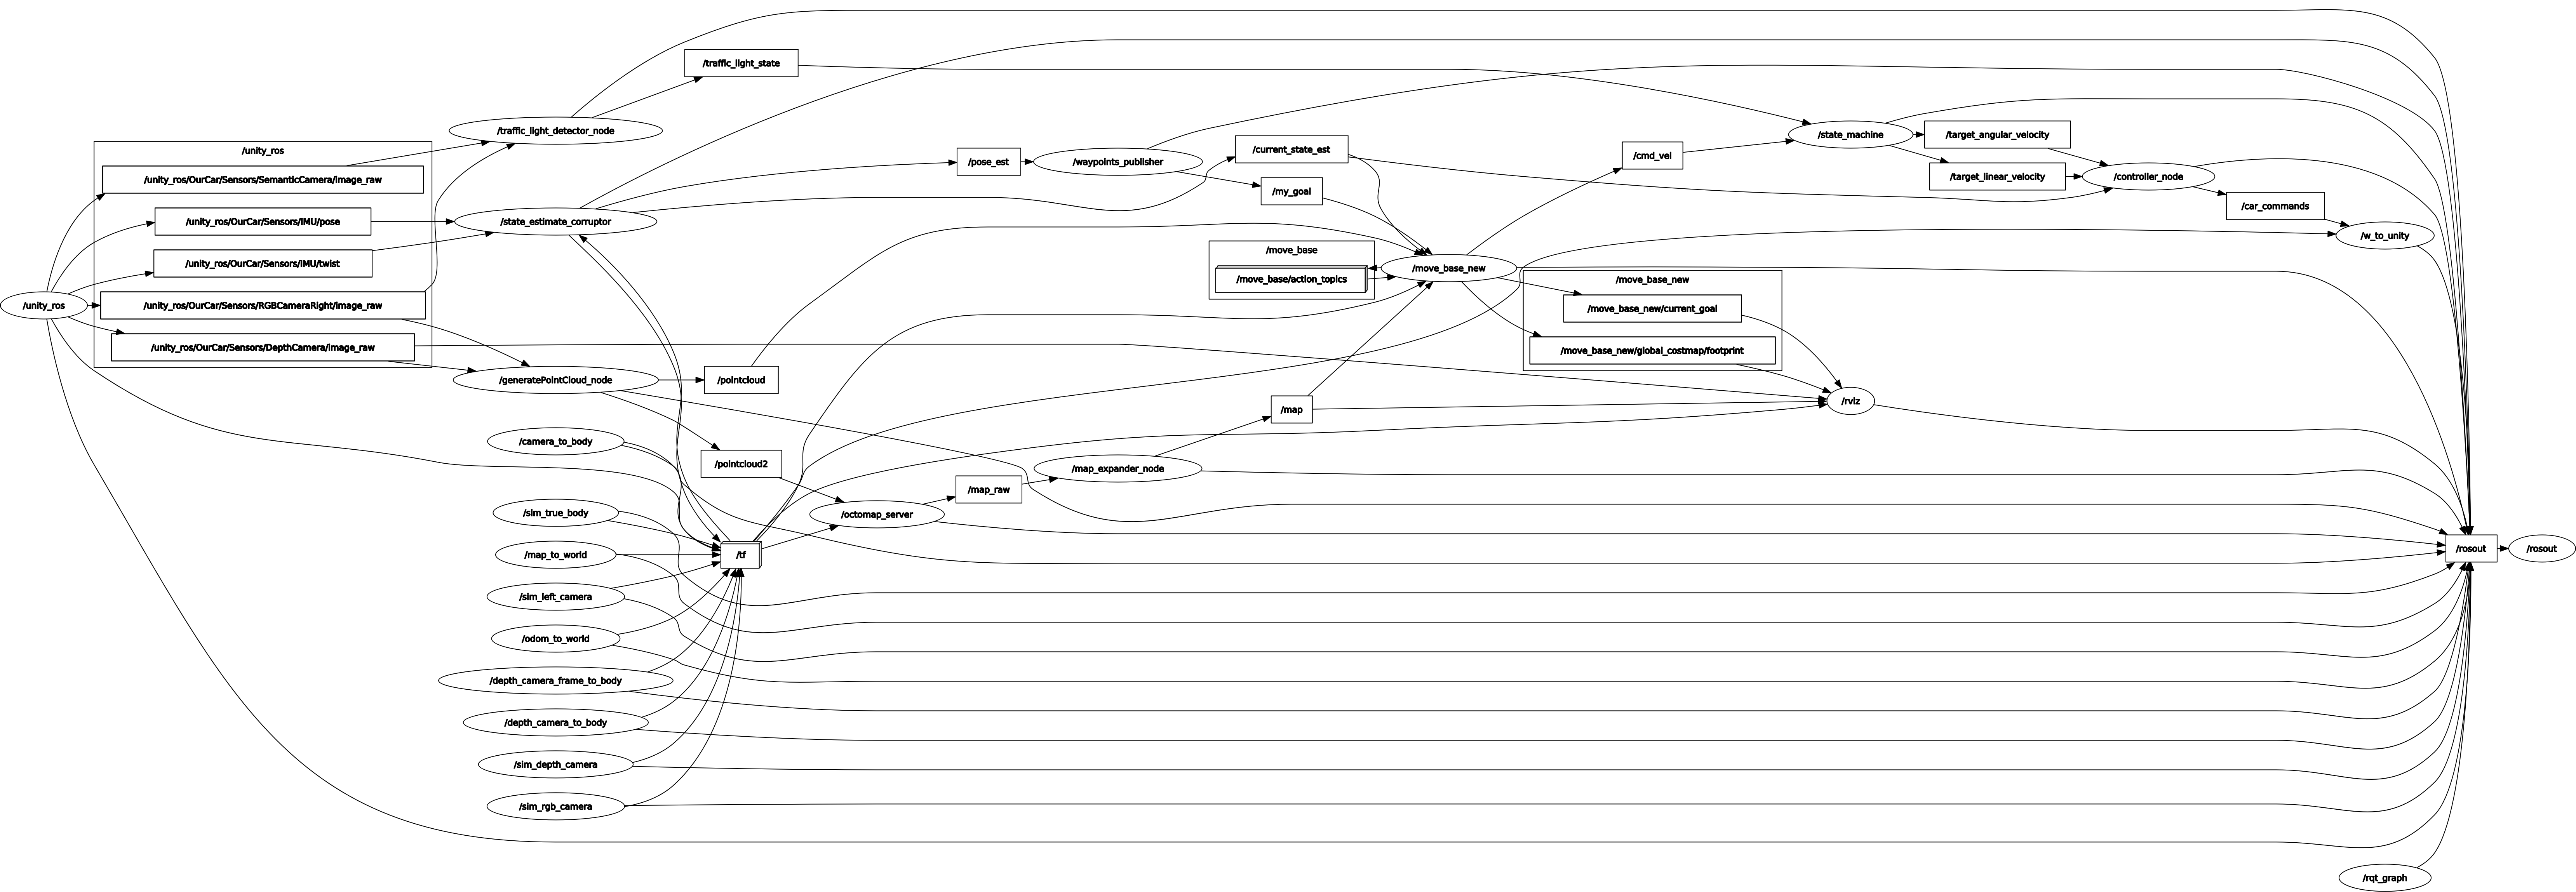 /traffic_light_state
/traffic_light_detector_node
/state_machine
/target_angular_velocity
/unity_ros
/current_state_est
/cmd_vel
/pose_est
/waypoints_publisher
/target_linear_velocity
/controller_node
/unity_ros/OurCar/Sensors/SemanticCamera/image_raw
/my_goal
/car_commands
/unity_ros/OurCar/Sensors/IMU/pose
/state_estimate_corruptor
/w_to_unity
/move_base
/unity_ros/OurCar/Sensors/IMU/twist
/move_base_new
/move_base/action_topics
/move_base_new
/unity_ros
/unity_ros/OurCar/Sensors/RGBCameraRight/image_raw
/move_base_new/current_goal
/unity_ros/OurCar/Sensors/DepthCamera/image_raw
/move_base_new/global_costmap/footprint
/generatePointCloud_node
/pointcloud
/rviz
/map
/camera_to_body
/pointcloud2
/map_expander_node
/map_raw
/sim_true_body
/octomap_server
/map_to_world
/tf
/rosout
/rosout
/sim_left_camera
/odom_to_world
/depth_camera_frame_to_body
/depth_camera_to_body
/sim_depth_camera
/sim_rgb_camera
/rqt_graph